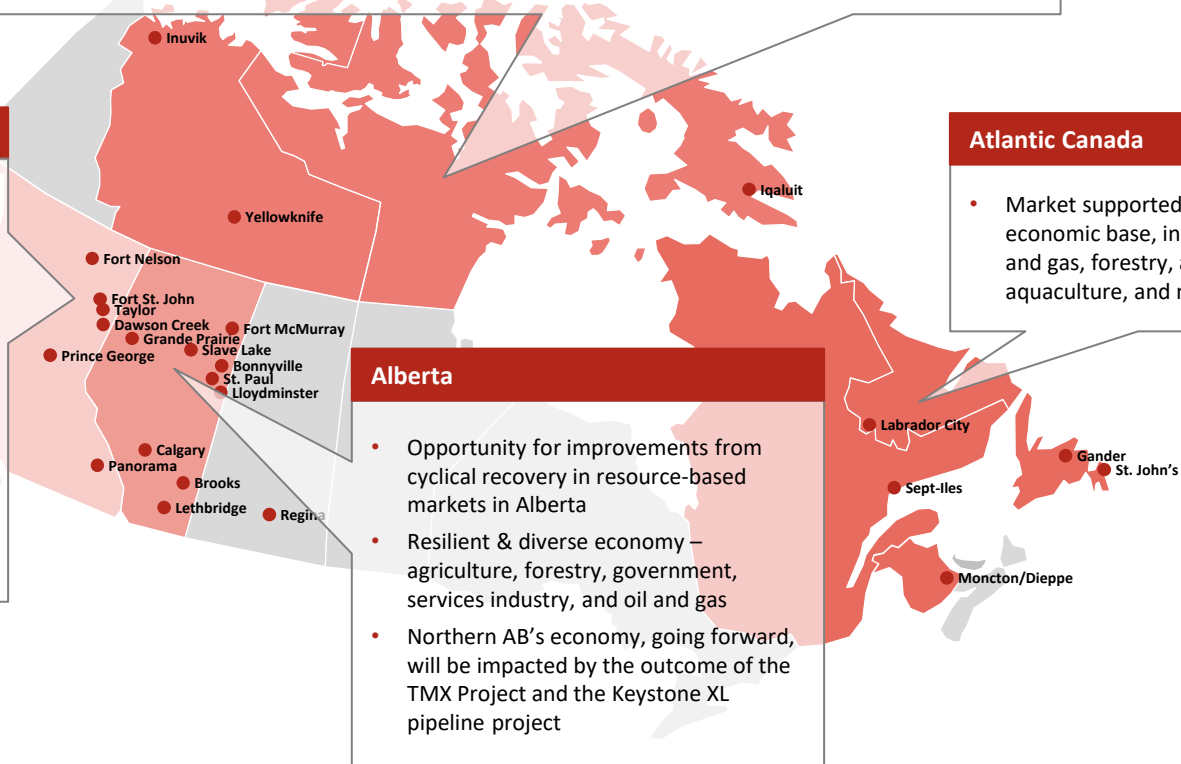 Inuvik
Iqaluit
Yellowknife
Fort Nelson
Fort St. John
Taylor
Dawson Creek
Fort McMurray
Grande Prairie
Slave Lake
Prince George
Bonnyville
St. Paul
Lloydminster
Calgary
Panorama
Brooks
Lethbridge
Regina
Alberta
• Opportunity for improvements from
cyclical recovery in resource-based
markets in Alberta
• Resilient & diverse economy –
agriculture, forestry, government,
services industry, and oil and gas
• Northern AB's economy, going forward,
will be impacted by the outcome of the
TMX Project and the Keystone XL
pipeline project
Atlantic Canada
• Market supported
economic base, in
and gas, forestry,
aquaculture, and
Labrador City
Gander
St. John's
Sept-Iles
Moncton/Dieppe